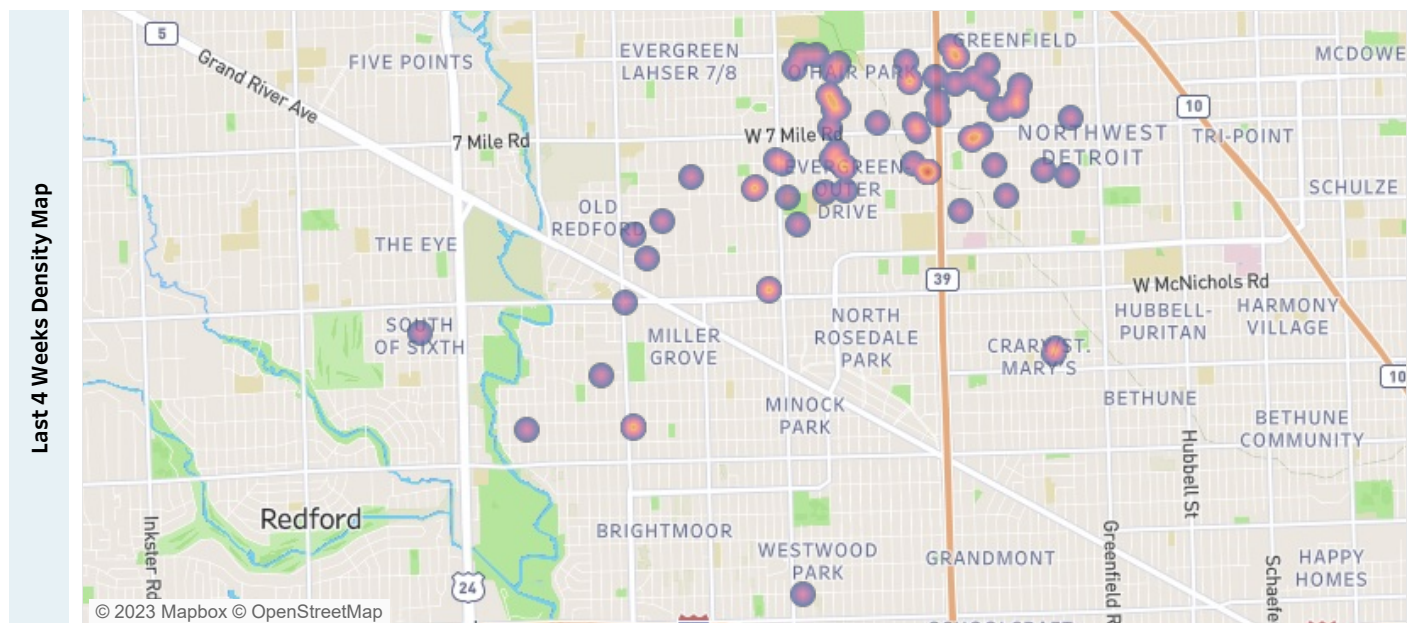 Last 4 Weeks Density Map
5
Grand River Ave
FIVE POINTS
EVERGREEN
LAHSER 7/8
O'HAIR PARK
GREENFIELD
MCDOWE
10
7 Mile Rd
W 7 Mile Rd
NORTHWEST
DETROIT
TRI-POINT
EVERGREEN-
OUTER
DRIVE
SCHULZE
OLD
REDFORD
THE EYE
39
W McNichols Rd
SOUTH
OF SIXTH
MILLER
GROVE
NORTH
ROSEDALE
PARK
HUBBELL-
PURITAN
HARMONY
VILLAGE
CRARY/ST.
MARY'S
10
MINOCK
PARK
BETHUNE
BETHUNE
COMMUNITY
Hubbell St
Redford
Inkster Rd
BRIGHTMOOR
WESTWOOD
PARK
GRANDMONT
Greenfield R
Schaefe
HAPPY
HOMES
24
© 2023 Mapbox © OpenStreetMap